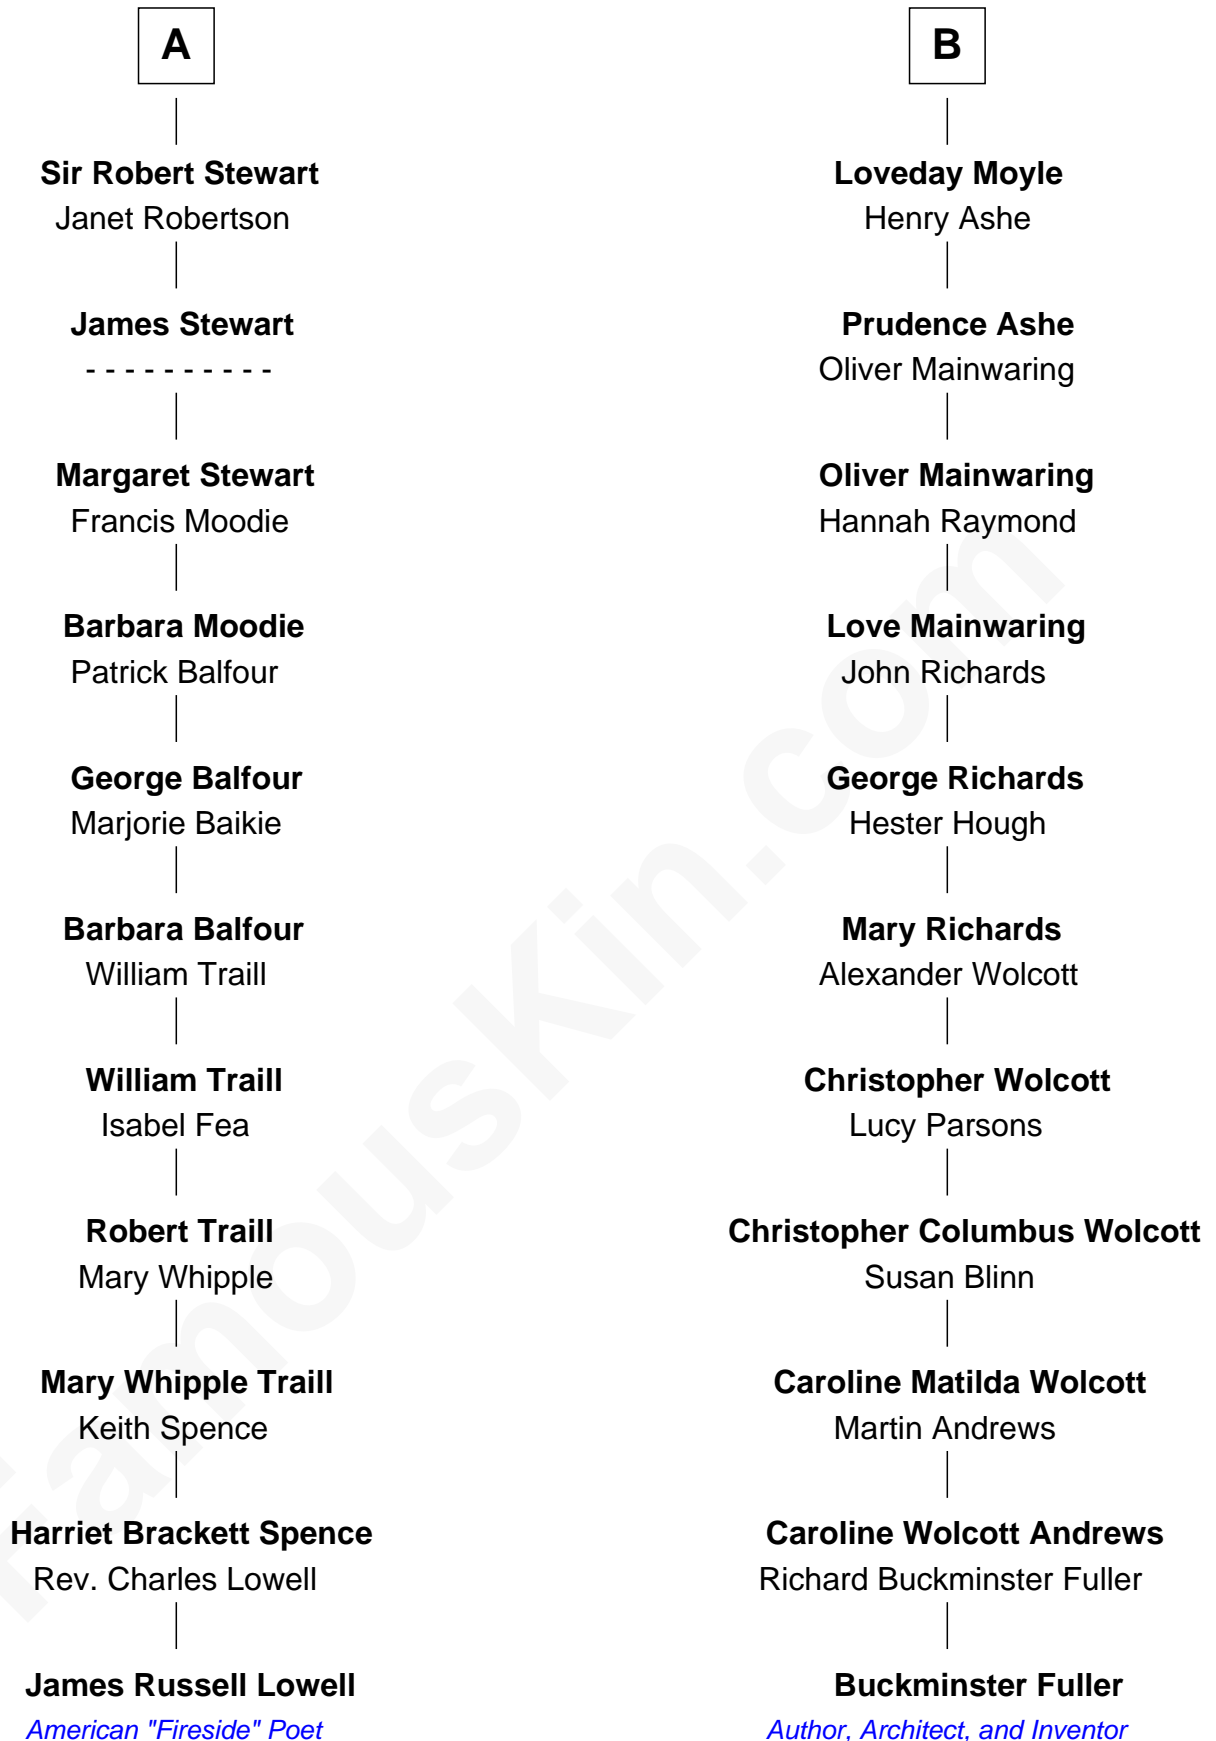 A
Sir Robert Stewart
Janet Robertson
James Stewart
- - - - - - - - - -
Margaret Stewart
Francis Moodie
Barbara Moodie
Patrick Balfour
George Balfour
Marjorie Baikie
Barbara Balfour
William Traill
William Traill
Isabel Fea
Robert Traill
Mary Whipple
Mary Whipple Traill
Keith Spence
Harriet Brackett Spence
Rev. Charles Lowell
James Russell Lowell
American "Fireside" Poet
B
Loveday Moyle
Henry Ashe
Prudence Ashe
Oliver Mainwaring
Oliver Mainwaring
Hannah Raymond
Love Mainwaring
John Richards
George Richards
Hester Hough
Mary Richards
Alexander Wolcott
Christopher Wolcott
Lucy Parsons
Christopher Columbus Wolcott
Susan Blinn
Caroline Matilda Wolcott
Martin Andrews
Caroline Wolcott Andrews
Richard Buckminster Fuller
Buckminster Fuller
Author, Architect, and Inventor
FamousKin.com